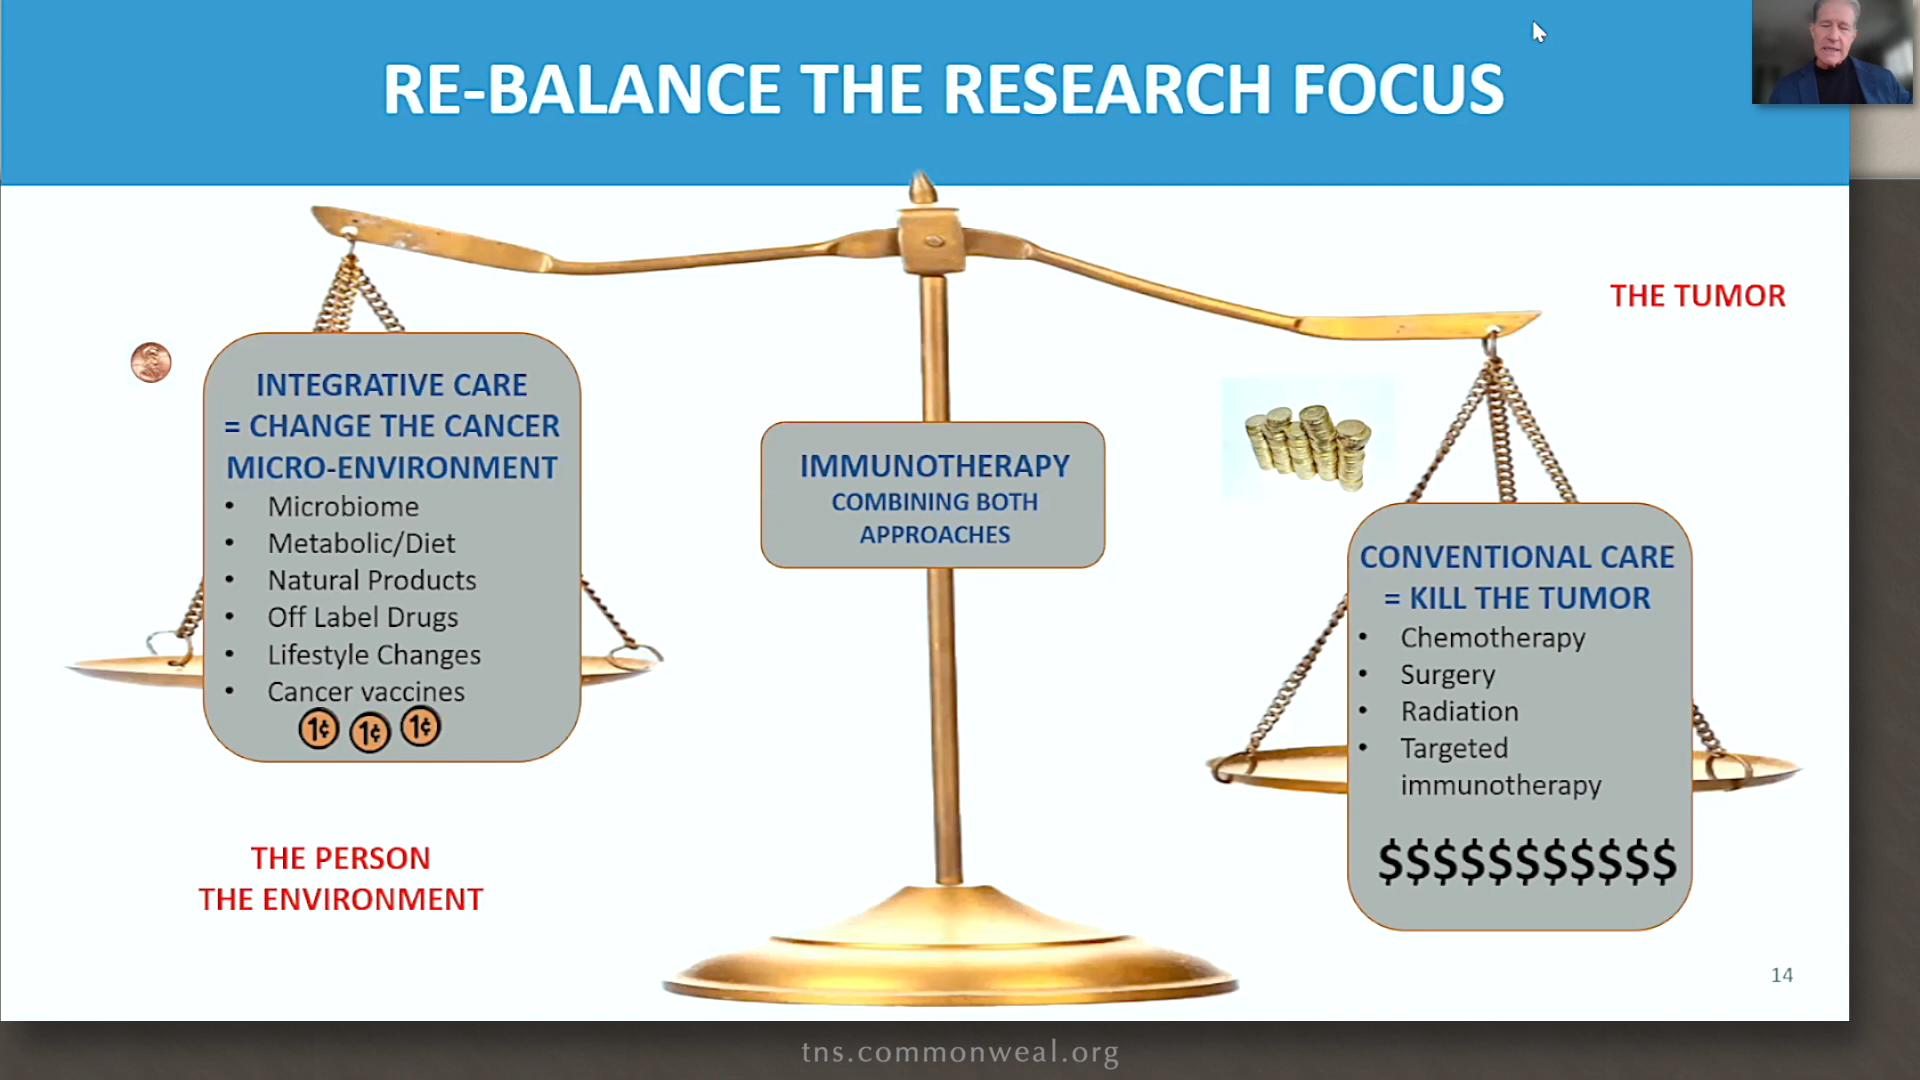 RE-BALANCE THE RESEARCH FOCUS
THE TUMOR
INTEGRATIVE CARE
= CHANGE THE CANCER
MICRO-ENVIRONMENT
• Microbiome
• Metabolic/Diet
• Natural Products
• Off Label Drugs
• Lifestyle Changes
• Cancer vaccines
1¢ 1¢ 1¢
THE PERSON
THE ENVIRONMENT
IMMUNOTHERAPY
COMBINING BOTH
APPROACHES
CONVENTIONAL CARE
= KILL THE TUMOR
• Chemotherapy
• Surgery
• Radiation
• Targeted
immunotherapy
$$$$$$$$$$$
14
tns.commonweal.org